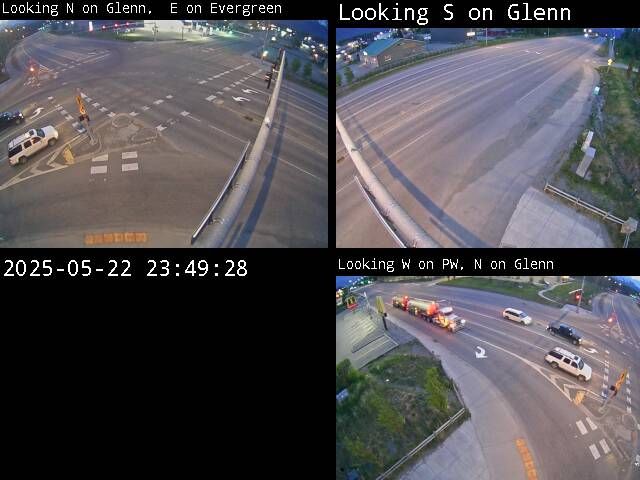 Looking N on Glenn, E on Evergreen
Looking S on Glenn
2025-05-22 23:49:28
Looking W on PW, N on Glenn